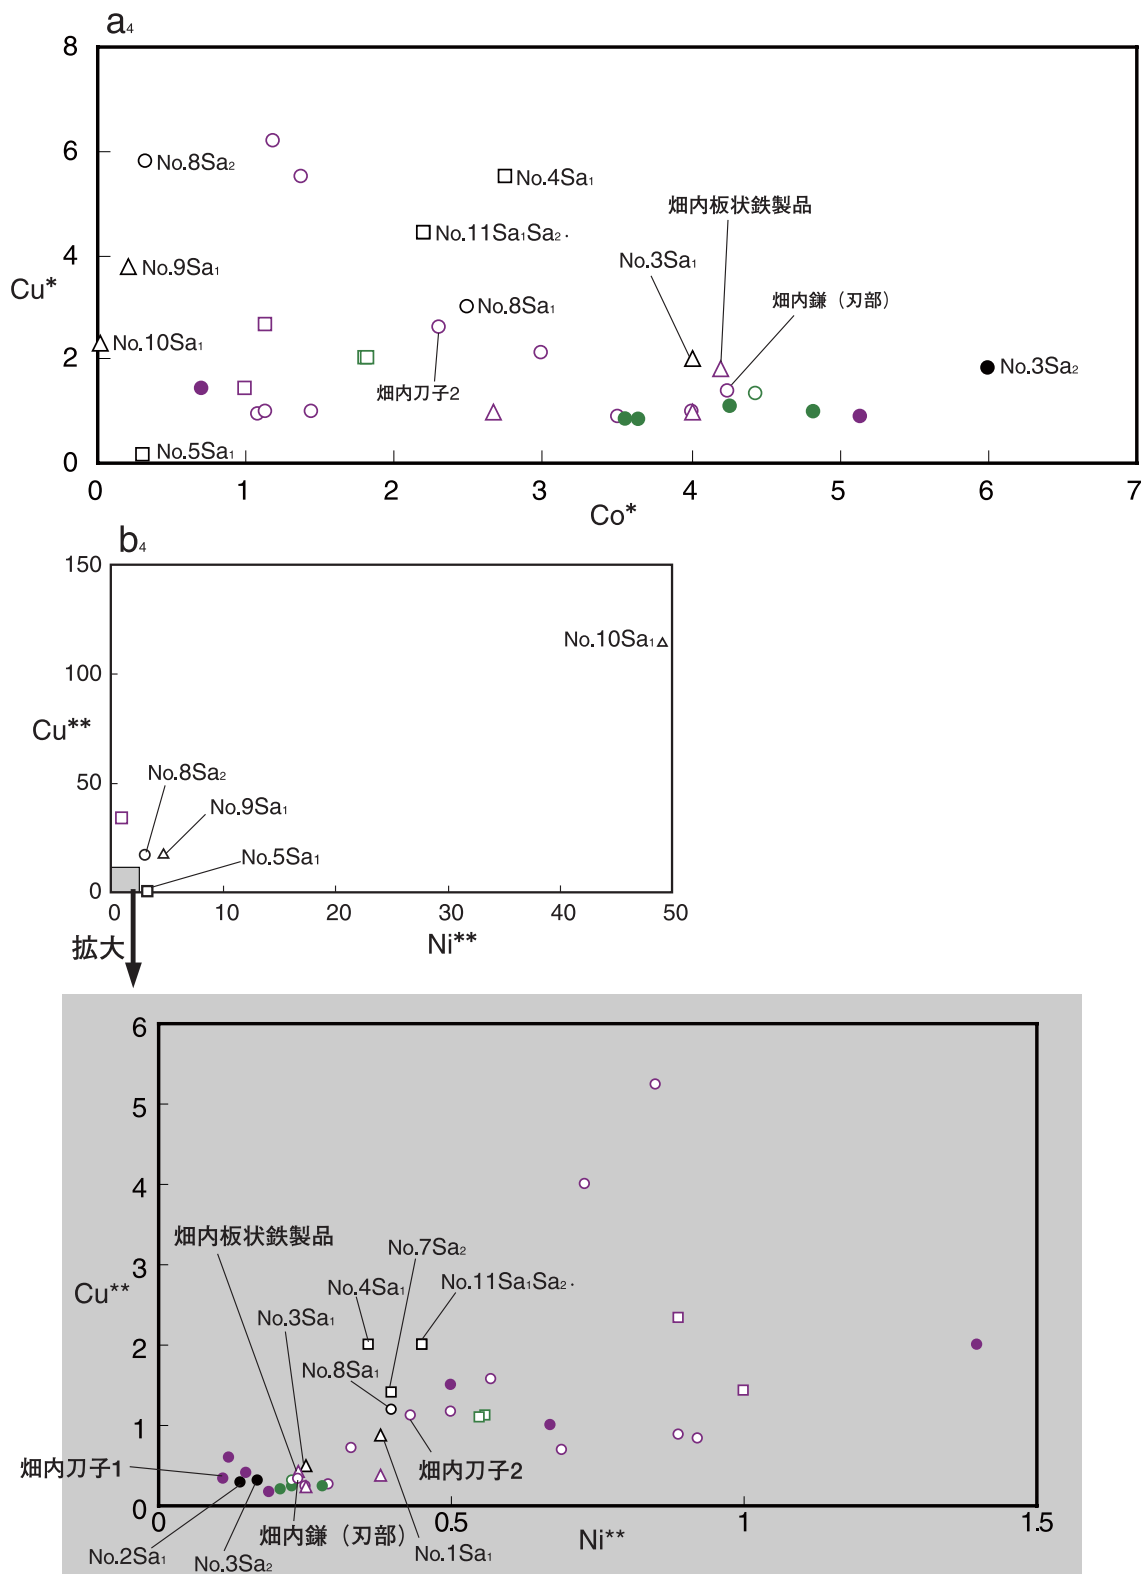 a₄
8
6
4
2
0
Cu*
No.8Sa₂
No.4Sa₁
畑内板状鉄製品
No.11Sa₁Sa₂.
No.9Sa₁
No.3Sa₁
畑内鎌（刃部）
No.8Sa₁
No.10Sa₁
畑内刀子2
No.3Sa₂
No.5Sa₁
0 1 2 3 4 5 6 7
Co*
b₄
150
100
50
0
Cu**
No.10Sa₁
No.8Sa₂
No.9Sa₁
No.5Sa₁
0 10 20 30 40 50
Ni**
拡大
6
5
4
3
2
1
0
Cu**
畑内板状鉄製品
No.7Sa₂
No.4Sa₁
No.11Sa₁Sa₂.
No.3Sa₁
No.8Sa₁
畑内刀子1
畑内刀子2
0 0.5 1 1.5
畑内鎌（刃部）
Ni**
No.2Sa₁
No.3Sa₂
No.1Sa₁